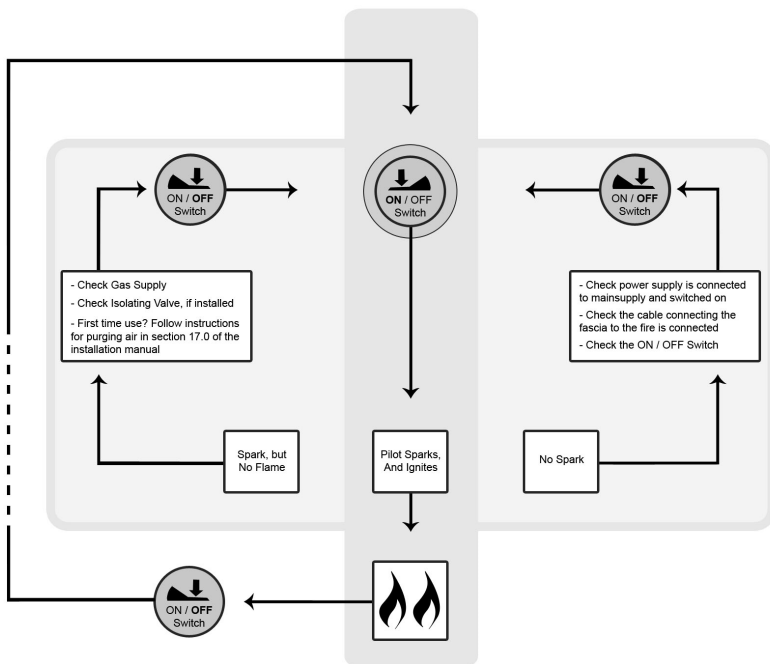 ON / OFF
Switch
ON / OFF
Switch
ON / OFF
Switch
- Check Gas Supply
- Check Isolating Valve, if installed
- First time use? Follow instructions
for purging air in section 17.0 of the
installation manual
- Check power supply is connected
to mainsupply and switched on
- Check the cable connecting the
fascia to the fire is connected
- Check the ON / OFF Switch
Spark, but
No Flame
Pilot Sparks,
And Ignites
No Spark
ON / OFF
Switch